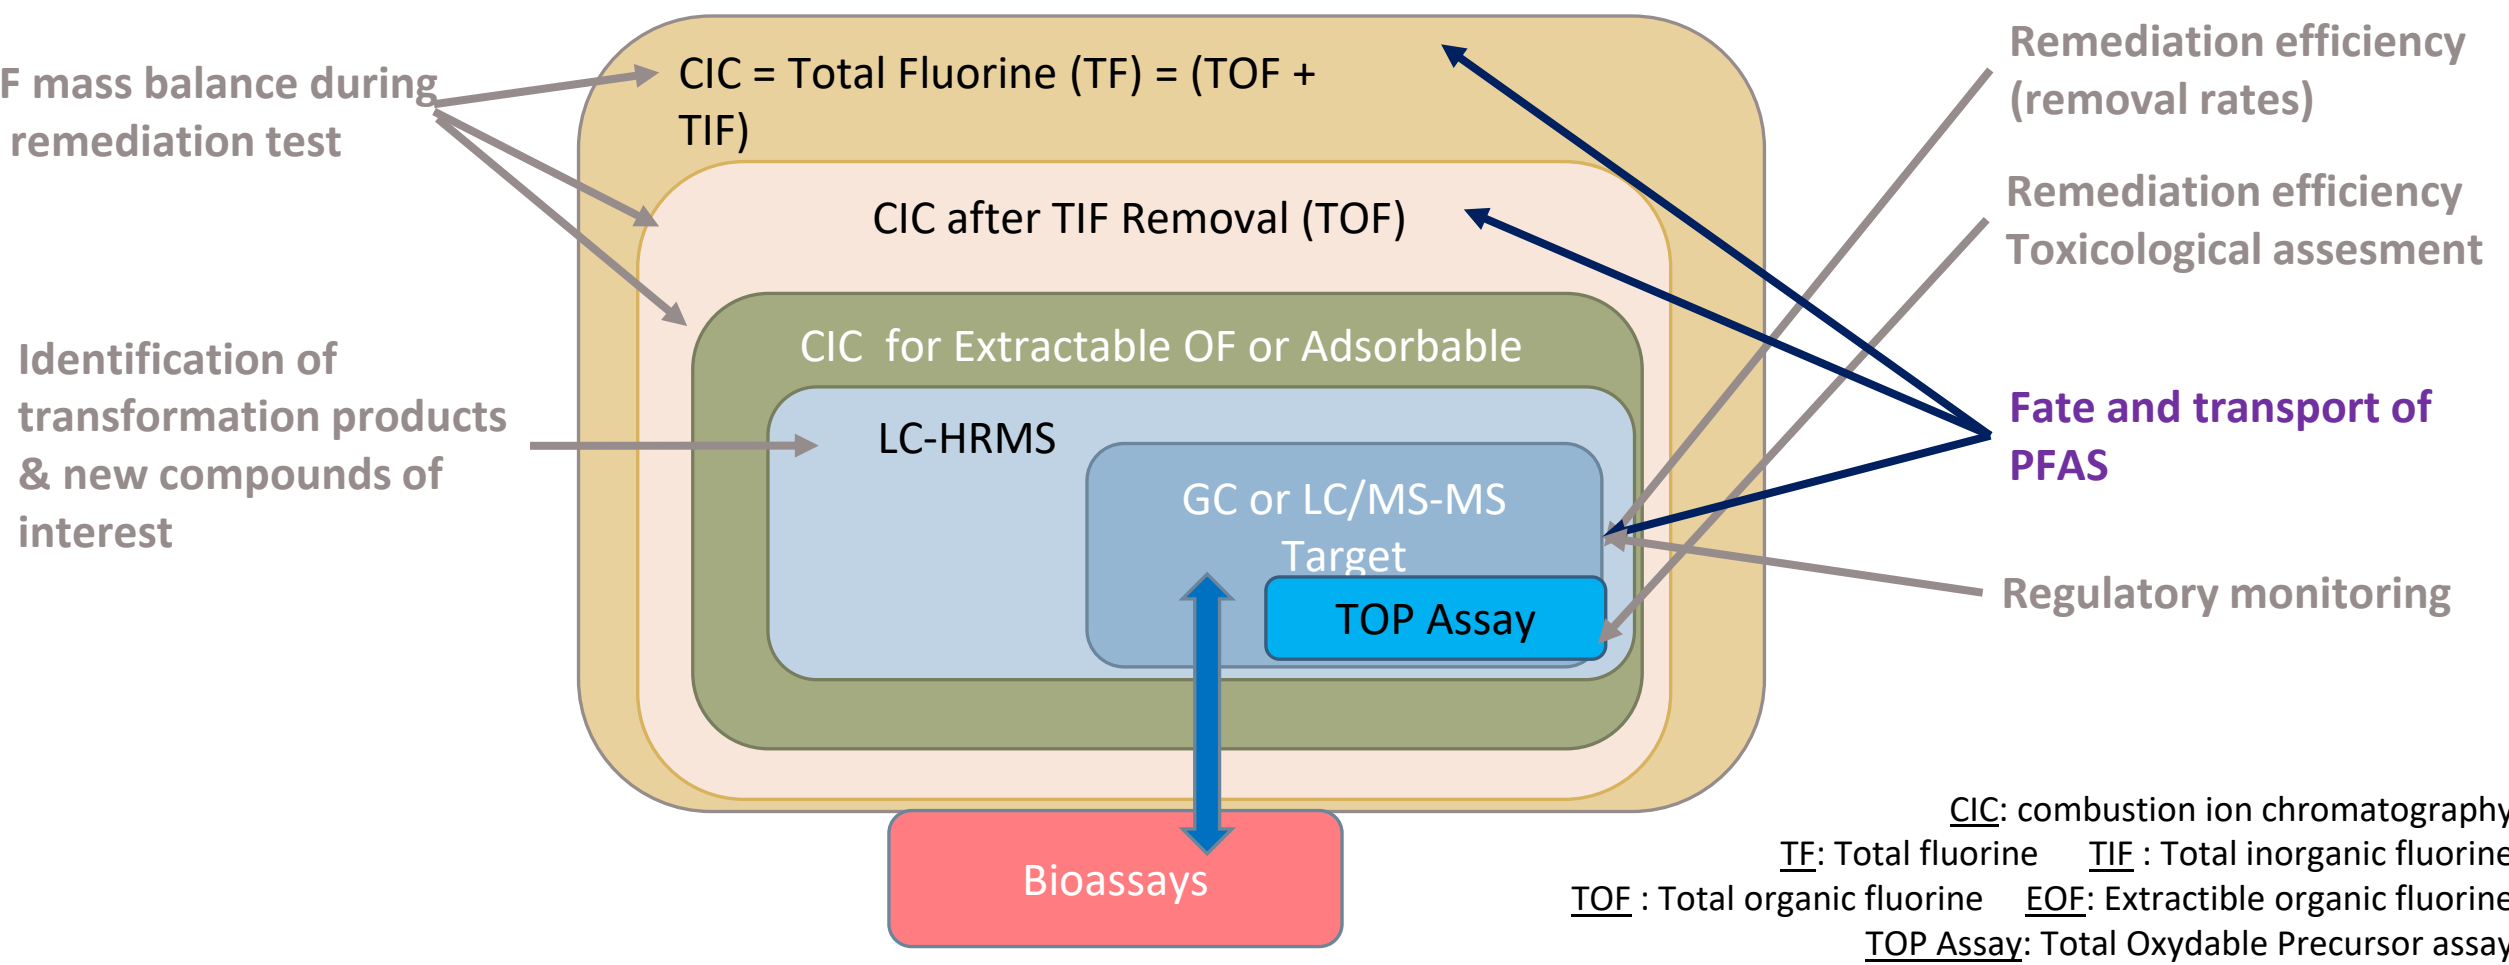 F mass balance during
remediation test
Identification of
transformation products
& new compounds of
interest
CIC = Total Fluorine (TF) = (TOF +
TIF)
CIC after TIF Removal (TOF)
CIC for Extractable OF or Adsorbable
LC-HRMS
GC or LC/MS-MS
Target
TOP Assay
Bioassays
Remediation efficiency
(removal rates)
Remediation efficiency
Toxicological assesment
Fate and transport of
PFAS
Regulatory monitoring
CIC: combustion ion chromatography
TF: Total fluorine TIF : Total inorganic fluorine
TOF : Total organic fluorine EOF: Extractible organic fluorine
TOP Assay: Total Oxydable Precursor assay